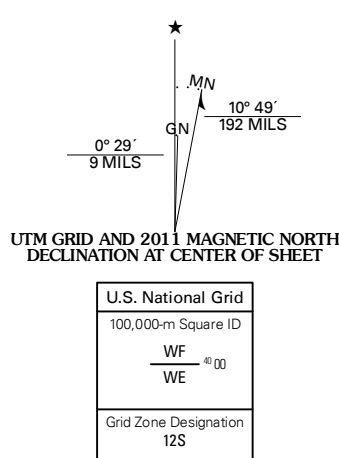 ★
MN
10° 49´
192 MILS
GN
0° 29´
9 MILS
UTM GRID AND 2011 MAGNETIC NORTH
DECLINATION AT CENTER OF SHEET
U.S. National Grid
100,000-m Square ID
WF
40 00
WE
Grid Zone Designation
12S